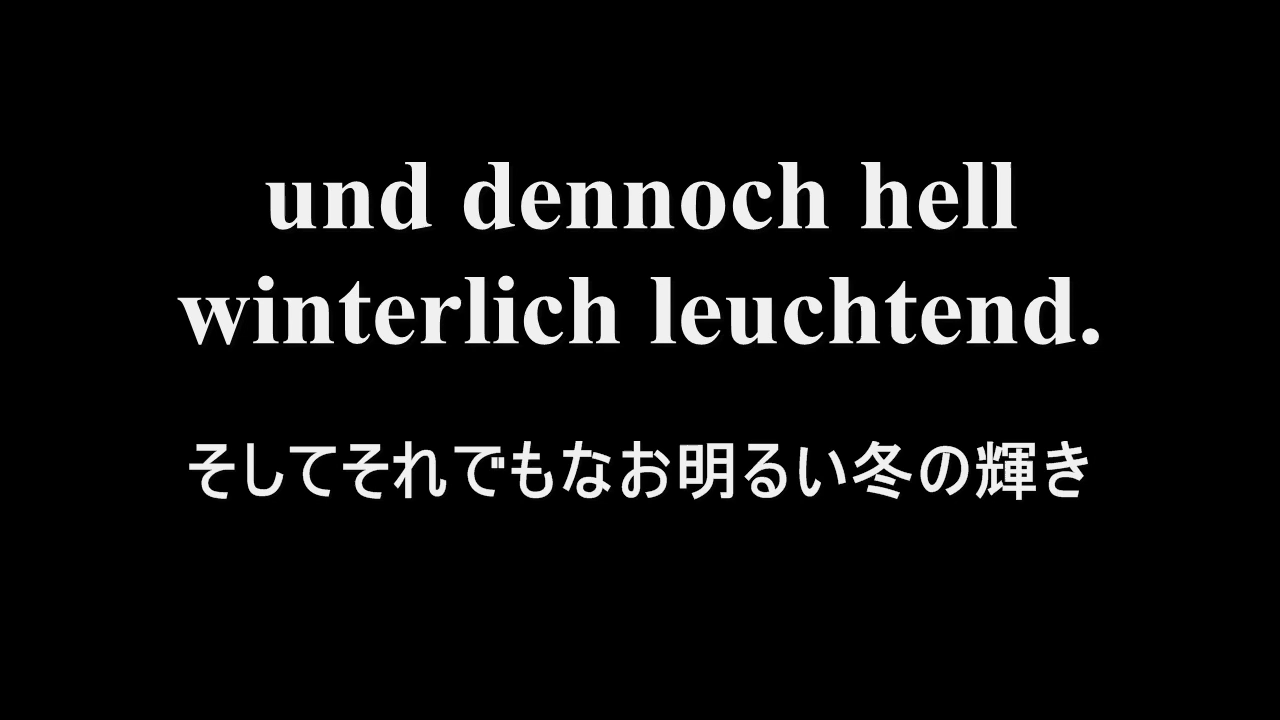 und dennoch hell
winterlich leuchtend.
そしてそれでもなお明るい冬の輝き